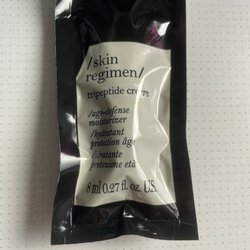 /skin
regimen/
tripeptide cream
/age-defense
moisturizer
/hydratant
protection âge
/idratante
protezione età
8 ml 0.27 fl. oz. US.